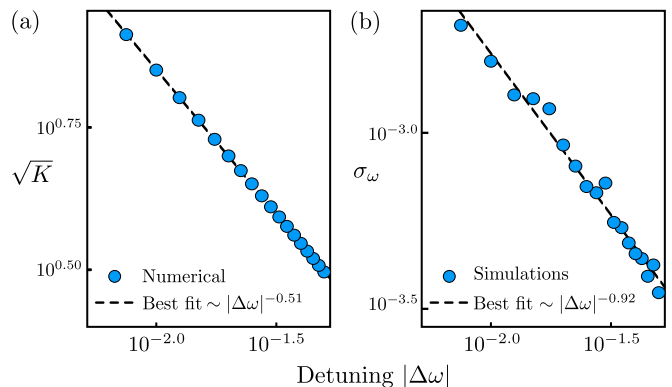 (a)
10^0.75
√K
10^0.50
Numerical
Best fit ~ |Δω|^−0.51
10^−2.0
10^−1.5
(b)
10^−3.0
σ_ω
10^−3.5
Simulations
Best fit ~ |Δω|^−0.92
10^−2.0
10^−1.5
Detuning |Δω|